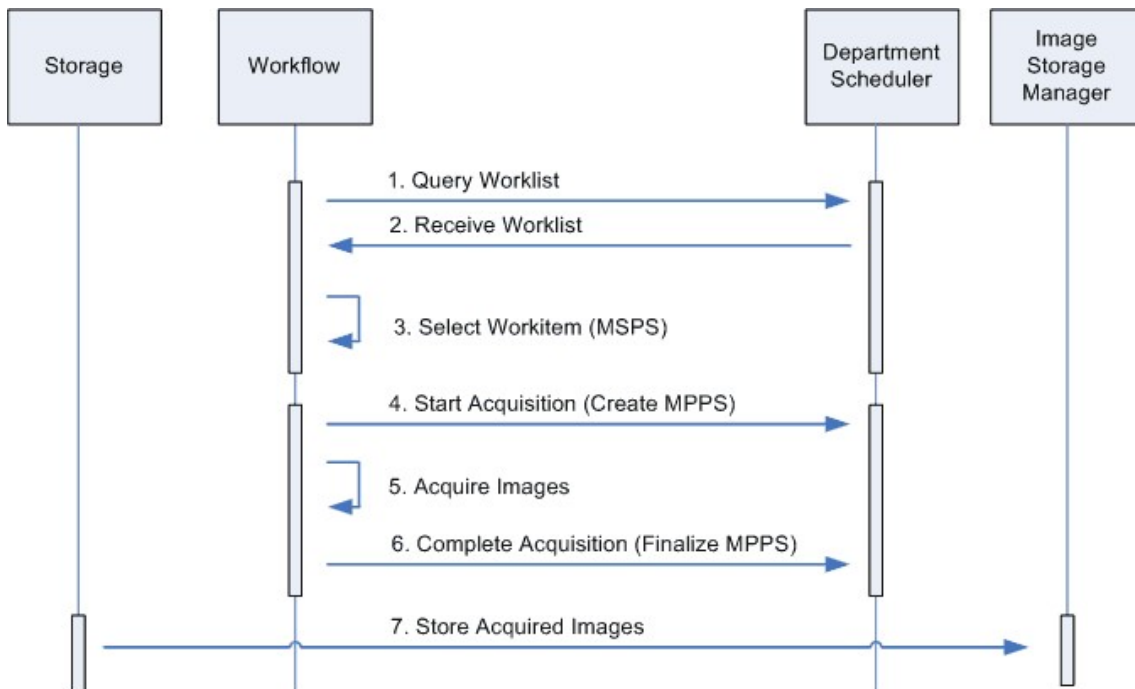 Storage
Workflow
Department
Scheduler
Image
Storage
Manager
1. Query Worklist
2. Receive Worklist
3. Select Workitem (MSPS)
4. Start Acquisition (Create MPPS)
5. Acquire Images
6. Complete Acquisition (Finalize MPPS)
7. Store Acquired Images